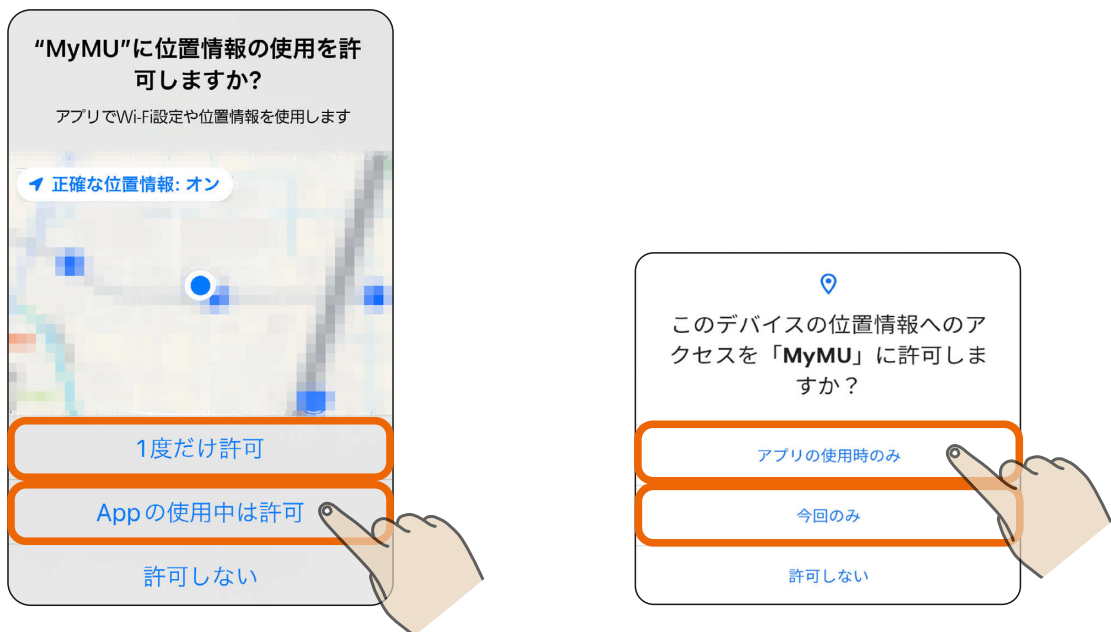 “MyMU”に位置情報の使用を許
可しますか?
アプリでWi-Fi設定や位置情報を使用します
正確な位置情報: オン
1度だけ許可
Appの使用中は許可
許可しない
このデバイスの位置情報へのア
クセスを「MyMU」に許可しま
すか？
アプリの使用時のみ
今回のみ
許可しない